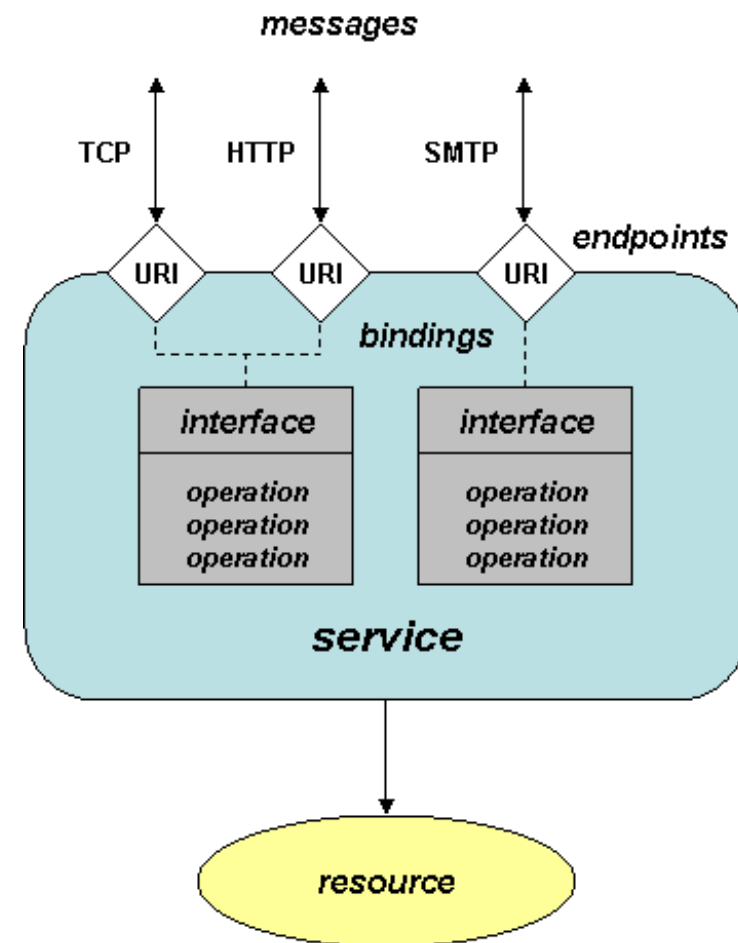 messages
TCP HTTP SMTP
endpoints
URI URI URI
bindings
interface interface
operation operation
operation operation
operation operation
service
resource